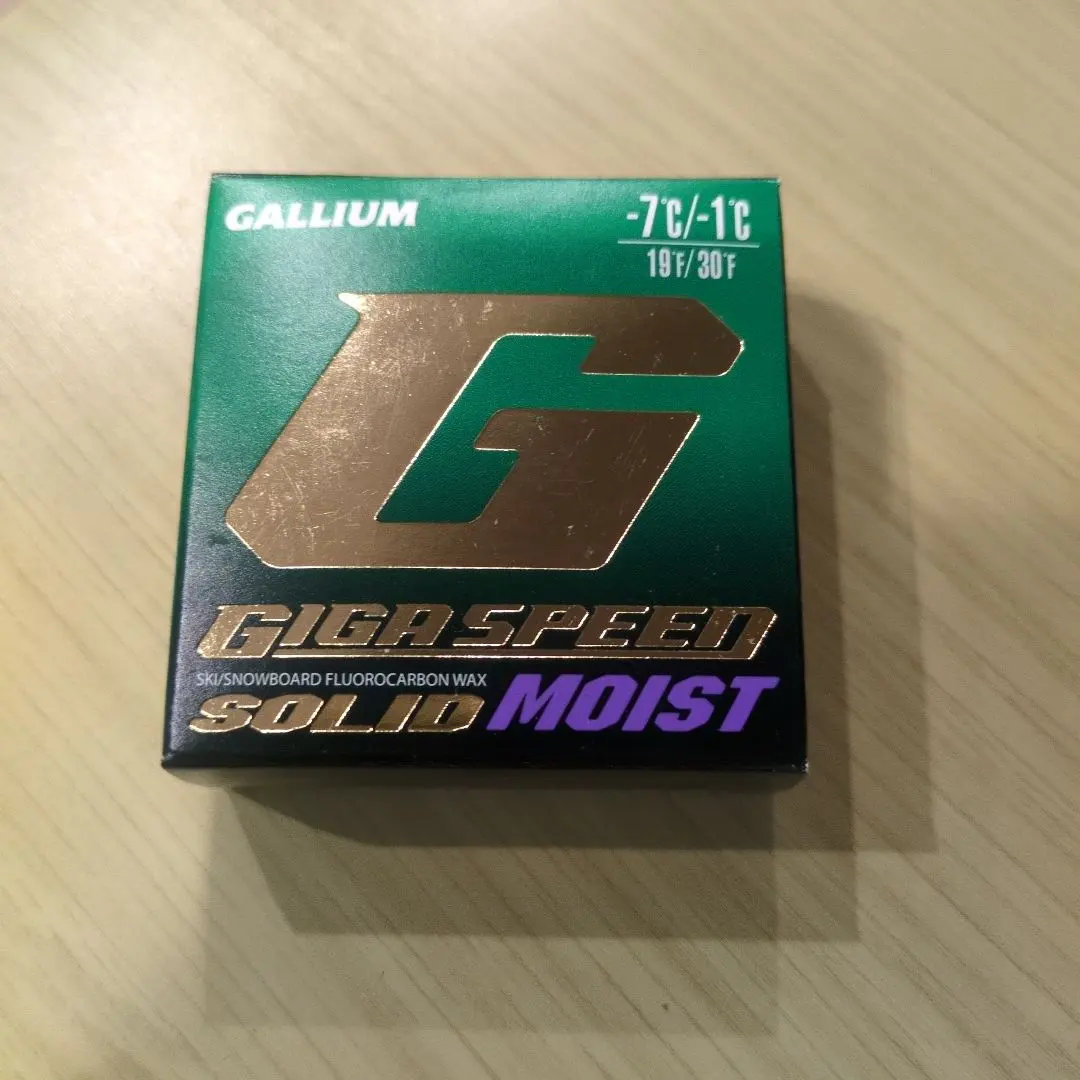 GALLIUM
-7℃/-1℃
19°F/30°F
G
GIGA SPEED
SKI/SNOWBOARD FLUOROCARBON WAX
SOLID MOIST